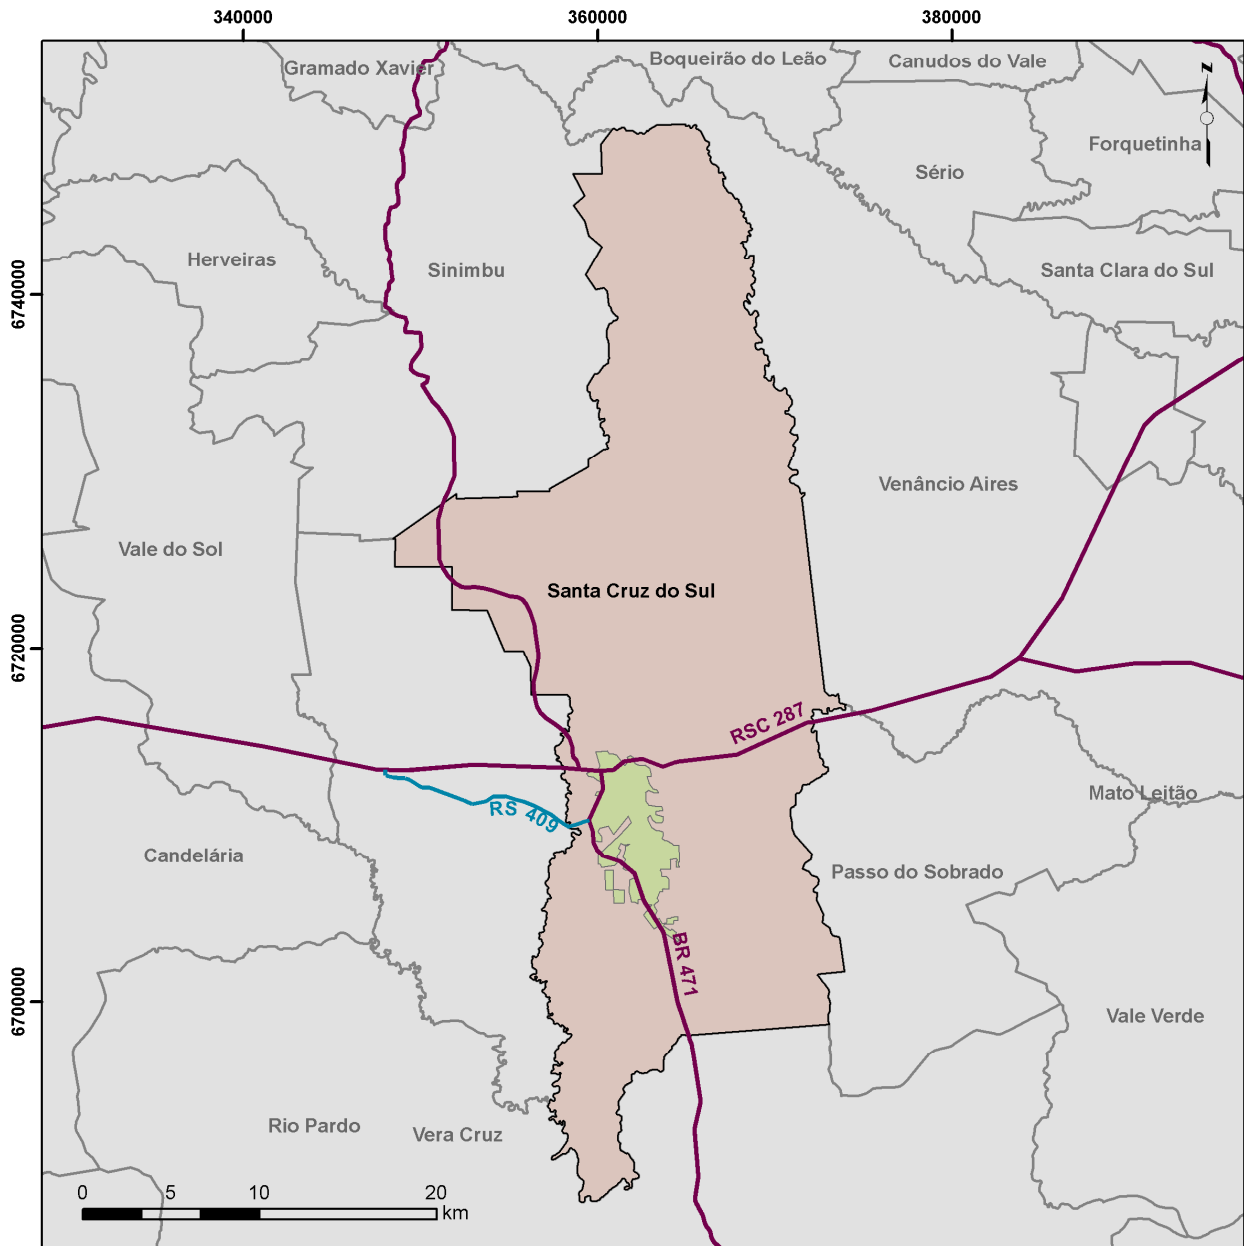 340000
360000
380000
Gramado Xavier
Boqueirão do Leão
Canudos do Vale
N
Forquetinha
Sério
Herveiras
Sinimbu
Santa Clara do Sul
6740000
Venâncio Aires
Vale do Sol
Santa Cruz do Sul
6720000
RSC 287
Mato Leitão
RS 409
Candelária
Passo do Sobrado
BR 471
6700000
Vale Verde
Rio Pardo
Vera Cruz
0 5 10 20
km